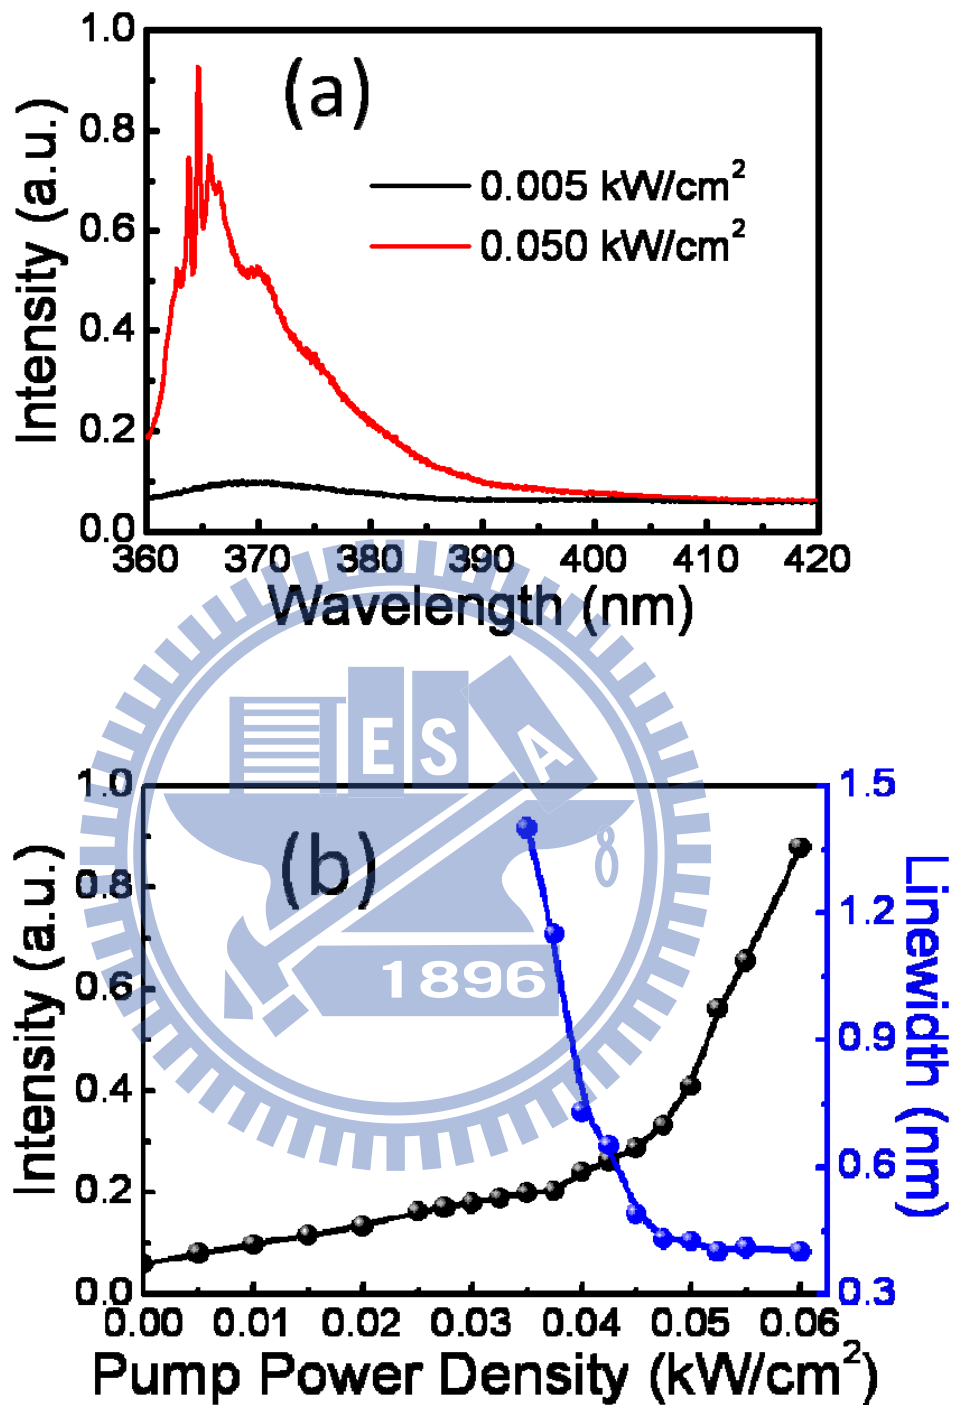 (a)
1.0
0.8
0.6
0.4
0.2
0.0
Intensity (a.u.)
0.005 kW/cm²
0.050 kW/cm²
360 370 380 390 400 410 420
Wavelength (nm)
E S A
1896
(b)
1.0
0.8
0.6
0.4
0.2
0.0
Intensity (a.u.)
1.5
1.2
0.9
0.6
0.3
Linewidth (nm)
0.00 0.01 0.02 0.03 0.04 0.05 0.06
Pump Power Density (kW/cm²)